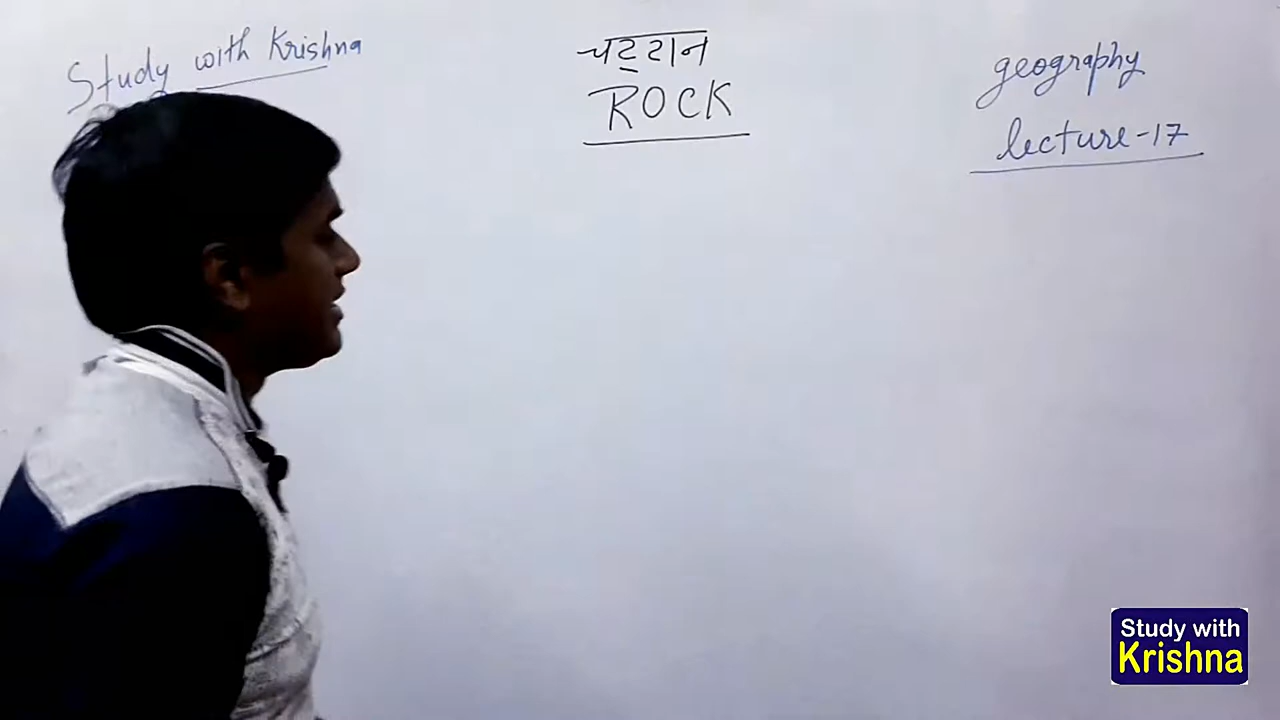 Study with Krishna
चट्टान
ROCK
geography
lecture-17
Study with
Krishna